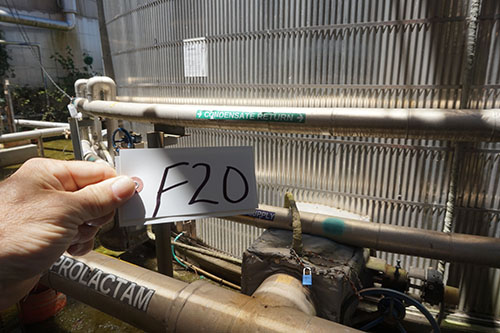 CONDENSATE RETURN
F20
SUPPLY
PROLACTAM